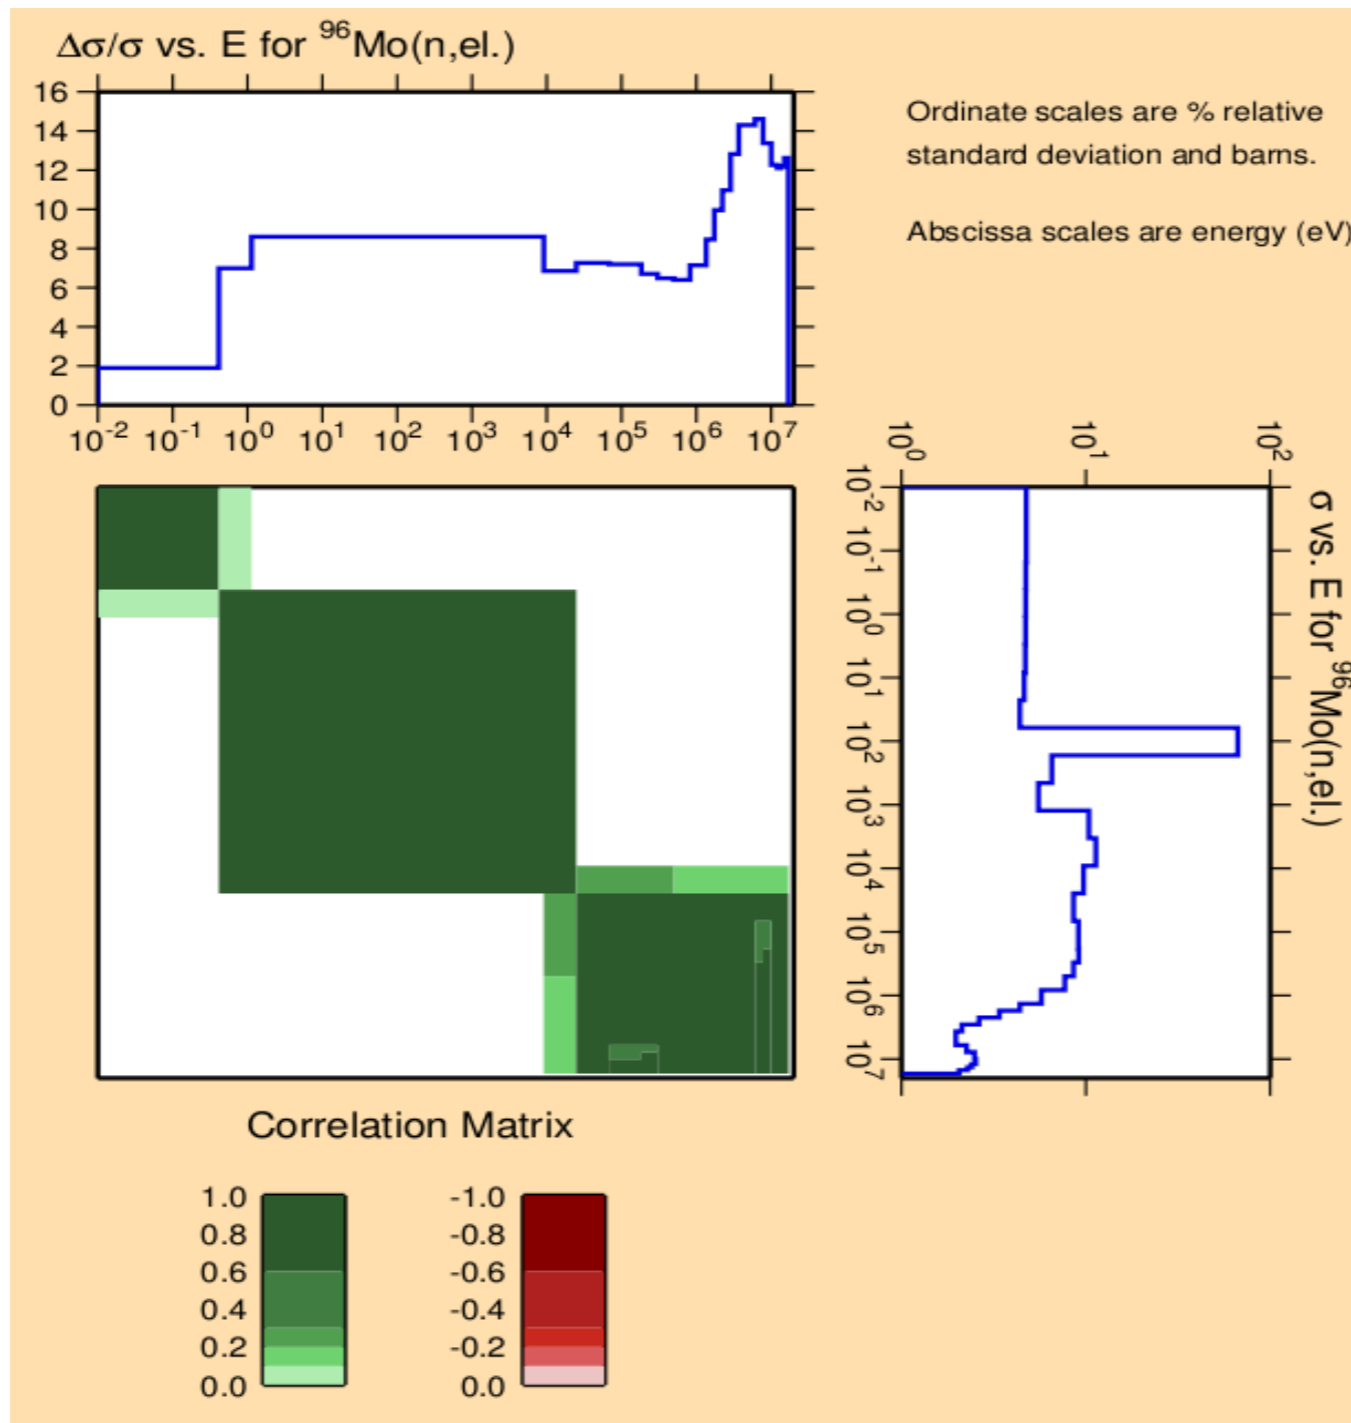 Δσ/σ vs. E for ⁹⁶Mo(n,el.)
16
14
12
10
8
6
4
2
0
10⁻² 10⁻¹ 10⁰ 10¹ 10² 10³ 10⁴ 10⁵ 10⁶ 10⁷
Ordinate scales are % relative
standard deviation and barns.
Abscissa scales are energy (eV)
10⁰ 10¹ 10²
10⁻² 10⁻¹ 10⁰ 10¹ 10² 10³ 10⁴ 10⁵ 10⁶ 10⁷
σ vs. E for ⁹⁶Mo(n,el.)
Correlation Matrix
1.0
0.8
0.6
0.4
0.2
0.0
-1.0
-0.8
-0.6
-0.4
-0.2
0.0